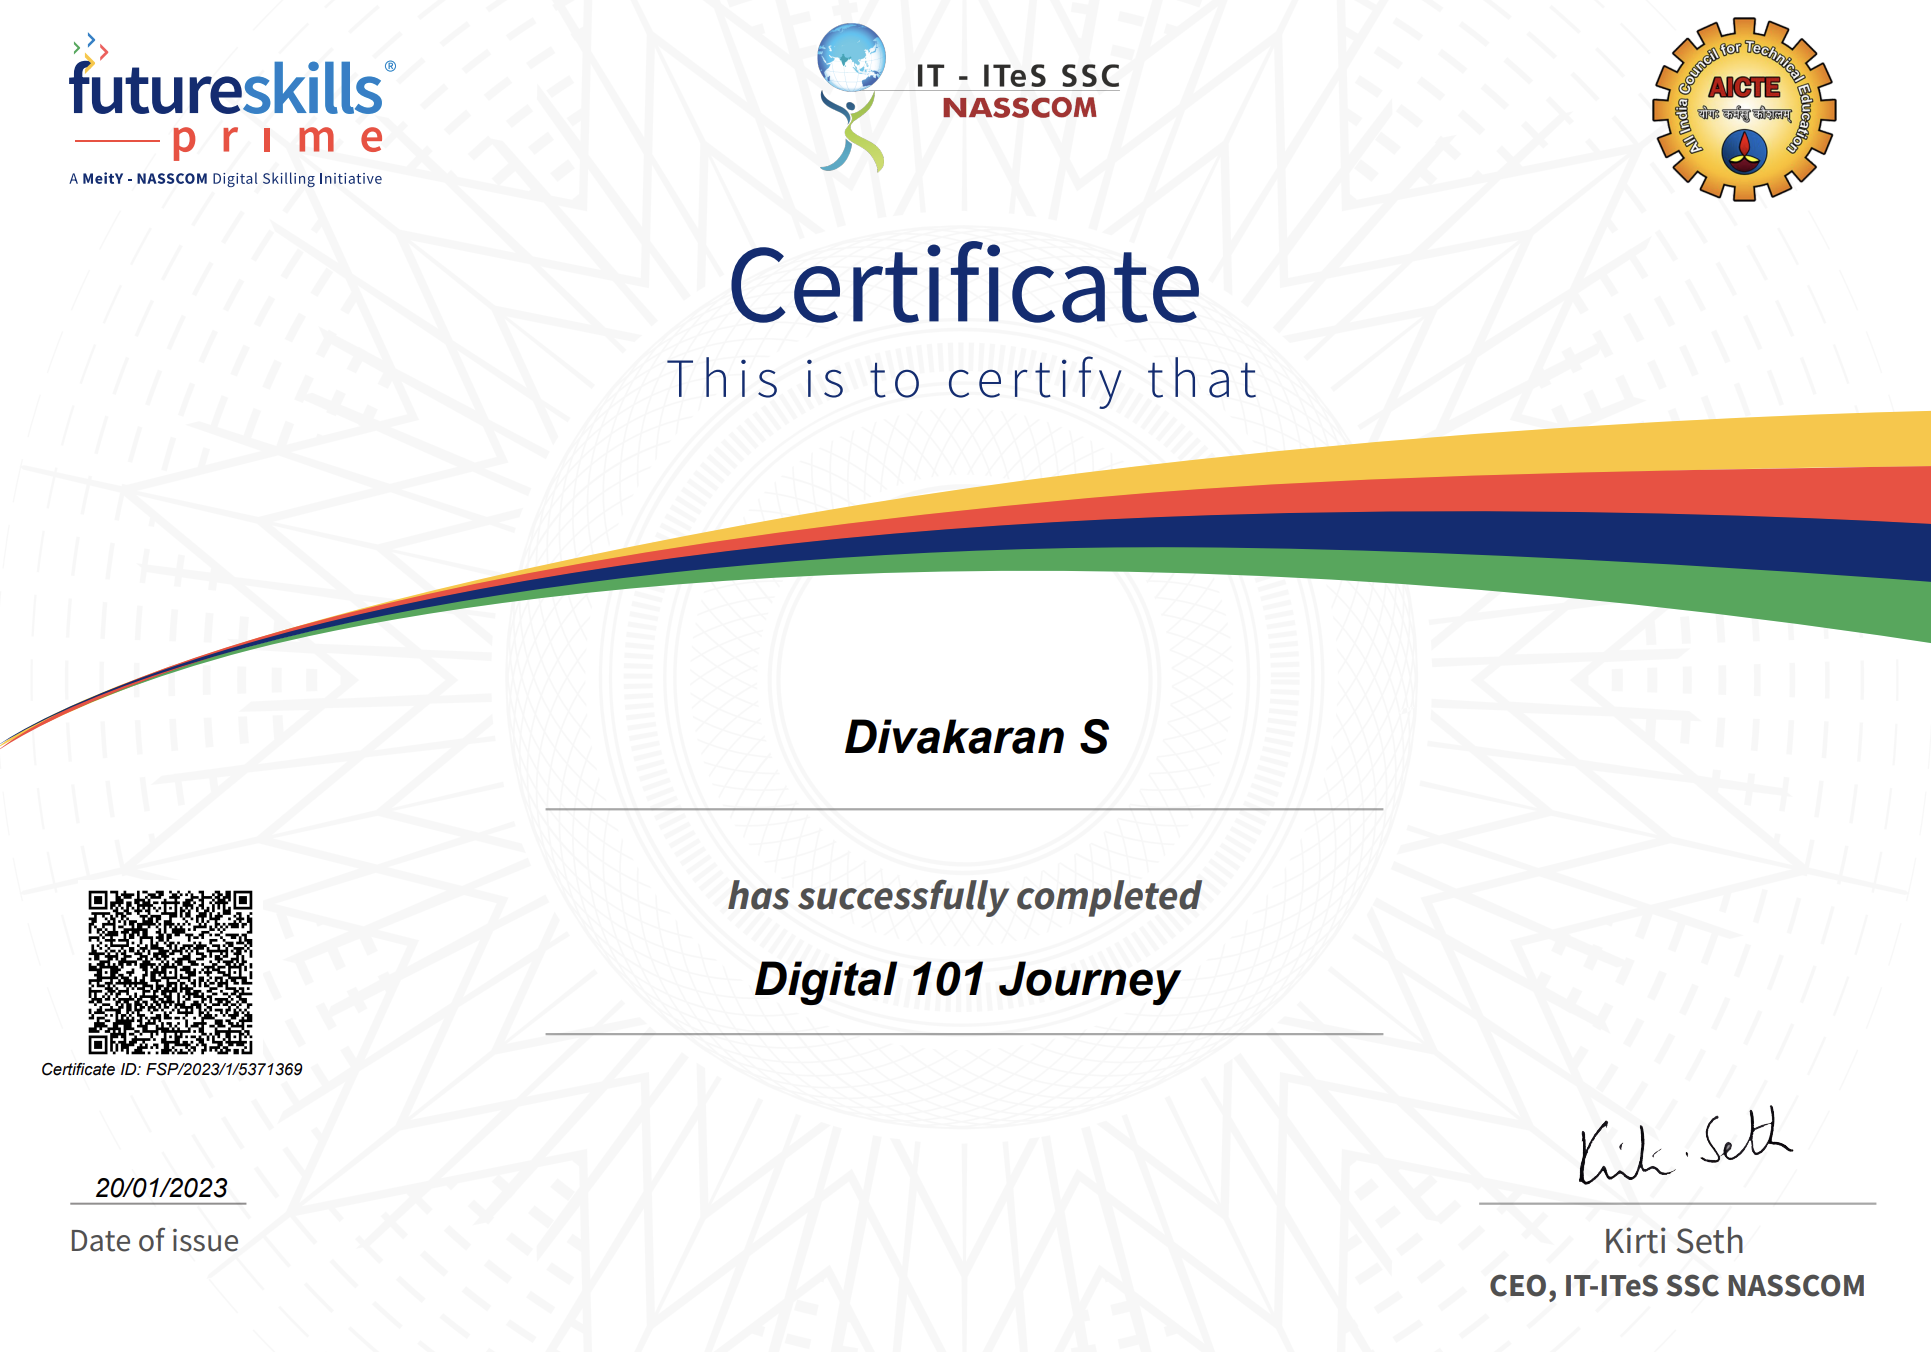 futureskills®
prime
A MeitY - NASSCOM Digital Skilling Initiative
IT - ITeS SSC
NASSCOM
All India Council for Technical Education
AICTE
योगः कर्मसु कौशलम्
Certificate
This is to certify that
Divakaran S
has successfully completed
Digital 101 Journey
Certificate ID: FSP/2023/1/5371369
20/01/2023
Date of issue
Kirti Seth
Kirti Seth
CEO, IT-ITeS SSC NASSCOM